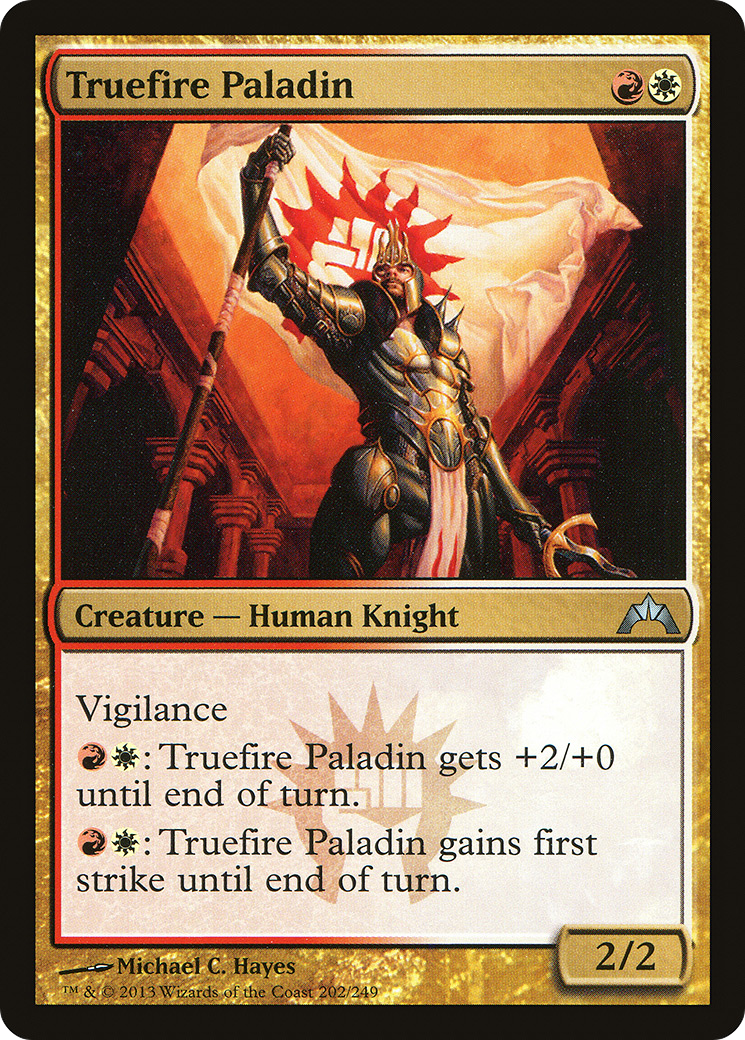 Truefire Paladin
Creature — Human Knight
Vigilance
: Truefire Paladin gets +2/+0
until end of turn.
: Truefire Paladin gains first
strike until end of turn.
2/2
Michael C. Hayes
™ & © 2013 Wizards of the Coast 202/249